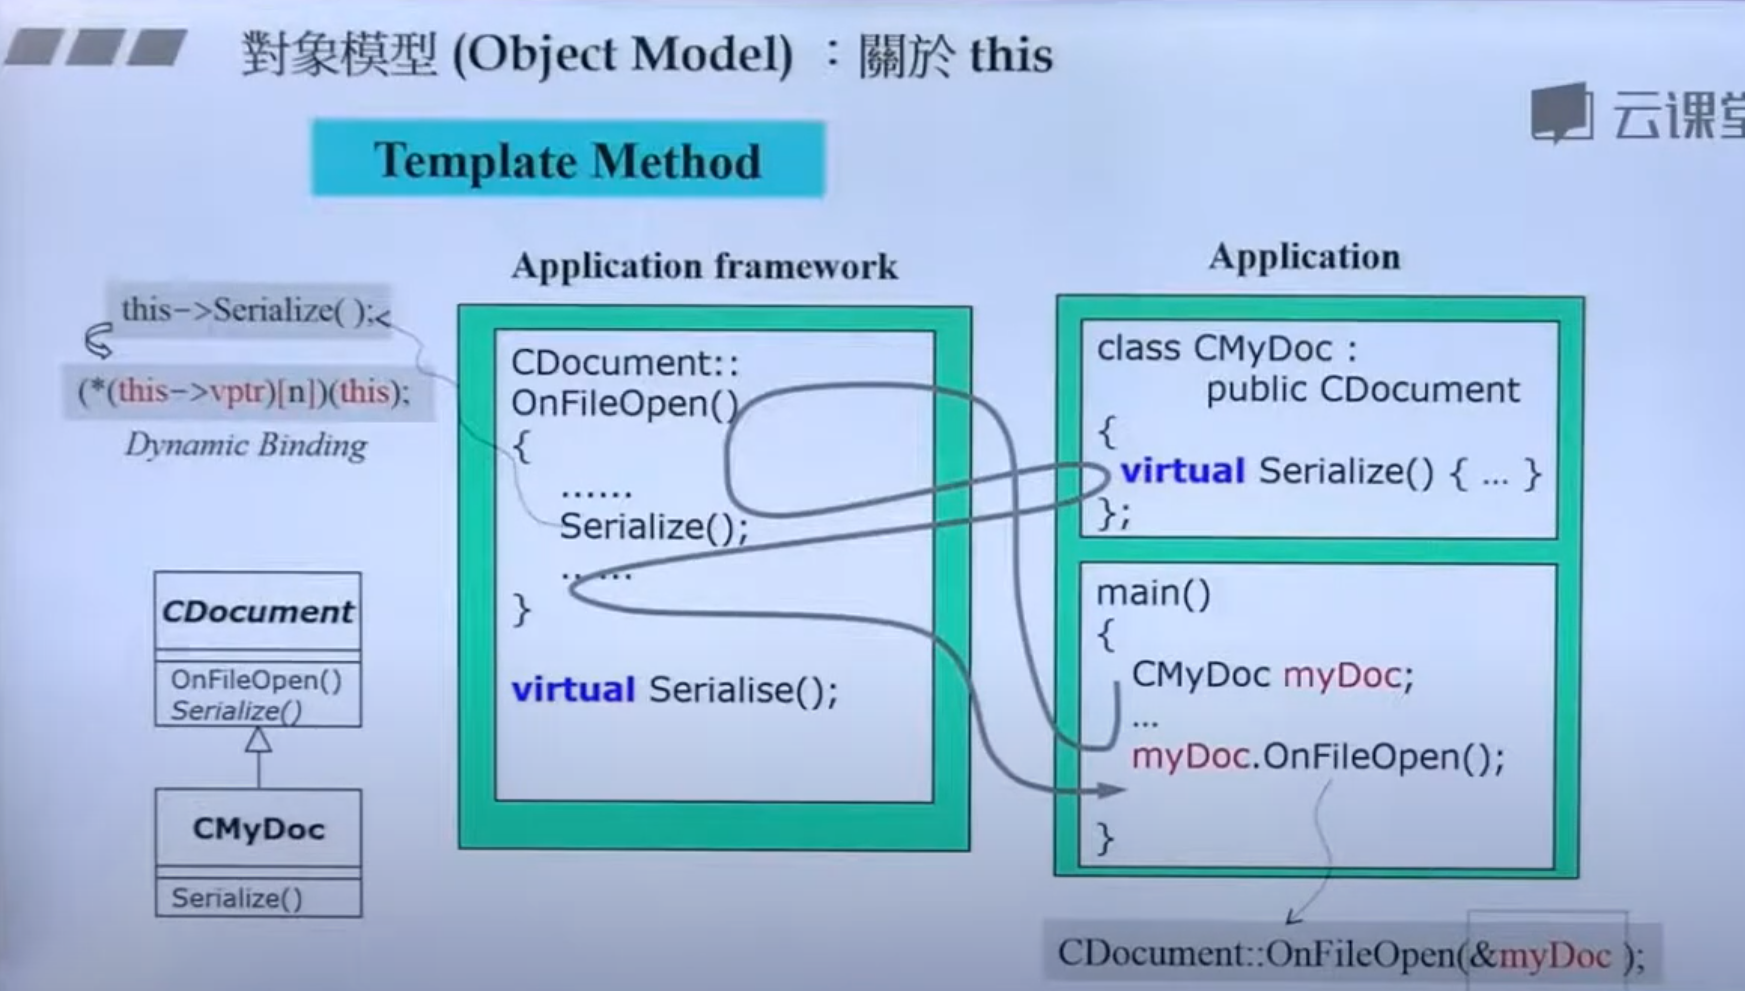 對象模型 (Object Model) ：關於 this
云课堂
Template Method
Application framework
Application
this->Serialize( );
(*(this->vptr)[n])(this);
Dynamic Binding
CDocument::
OnFileOpen()
{
......
Serialize();
......
}
virtual Serialise();
class CMyDoc :
public CDocument
{
virtual Serialize() { ... }
};
main()
{
CMyDoc myDoc;
...
myDoc.OnFileOpen();
}
CDocument
OnFileOpen()
Serialize()
CMyDoc
Serialize()
CDocument::OnFileOpen(&myDoc );